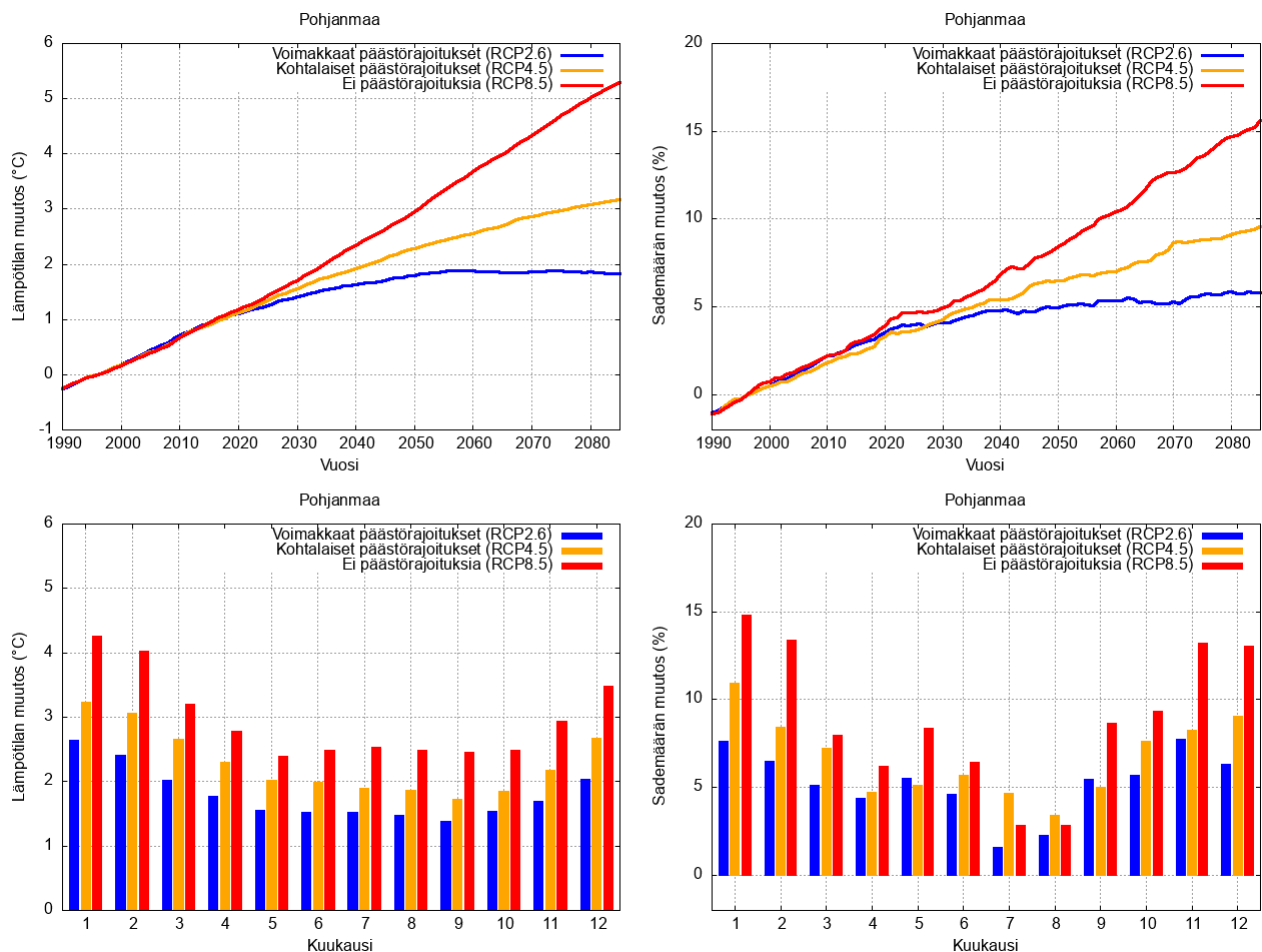 Pohjanmaa
Lämpötilan muutos (°C)
6
5
4
3
2
1
0
-1
Voimakkaat päästörajoitukset (RCP2.6)
Kohtalaiset päästörajoitukset (RCP4.5)
Ei päästörajoituksia (RCP8.5)
1990 2000 2010 2020 2030 2040 2050 2060 2070 2080
Vuosi
Pohjanmaa
Sademäärän muutos (%)
20
15
10
5
0
Voimakkaat päästörajoitukset (RCP2.6)
Kohtalaiset päästörajoitukset (RCP4.5)
Ei päästörajoituksia (RCP8.5)
1990 2000 2010 2020 2030 2040 2050 2060 2070 2080
Vuosi
Pohjanmaa
Lämpötilan muutos (°C)
6
5
4
3
2
1
0
Voimakkaat päästörajoitukset (RCP2.6)
Kohtalaiset päästörajoitukset (RCP4.5)
Ei päästörajoituksia (RCP8.5)
1 2 3 4 5 6 7 8 9 10 11 12
Kuukausi
Pohjanmaa
Sademäärän muutos (%)
20
15
10
5
0
Voimakkaat päästörajoitukset (RCP2.6)
Kohtalaiset päästörajoitukset (RCP4.5)
Ei päästörajoituksia (RCP8.5)
1 2 3 4 5 6 7 8 9 10 11 12
Kuukausi